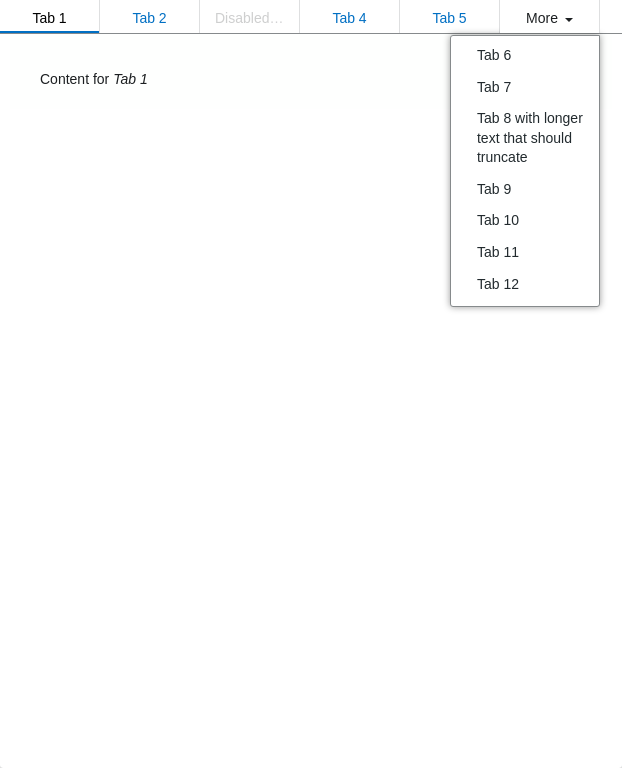 Tab 1 Tab 2 Disabled… Tab 4 Tab 5 More
Content for Tab 1
Tab 6
Tab 7
Tab 8 with longer
text that should
truncate
Tab 9
Tab 10
Tab 11
Tab 12